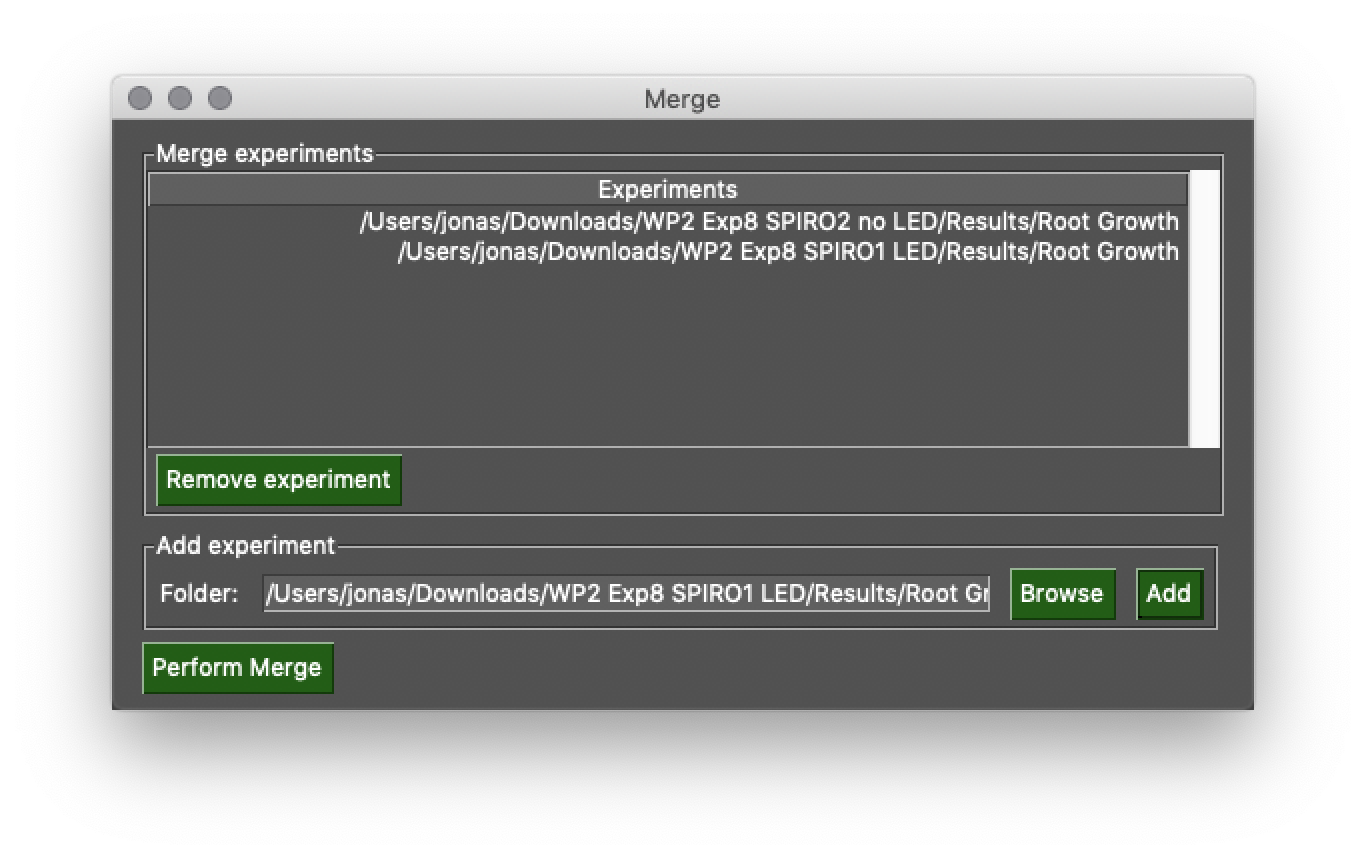 Merge
Merge experiments
Experiments
/Users/jonas/Downloads/WP2 Exp8 SPIRO2 no LED/Results/Root Growth
/Users/jonas/Downloads/WP2 Exp8 SPIRO1 LED/Results/Root Growth
Remove experiment
Add experiment
Folder: /Users/jonas/Downloads/WP2 Exp8 SPIRO1 LED/Results/Root Gr Browse Add
Perform Merge